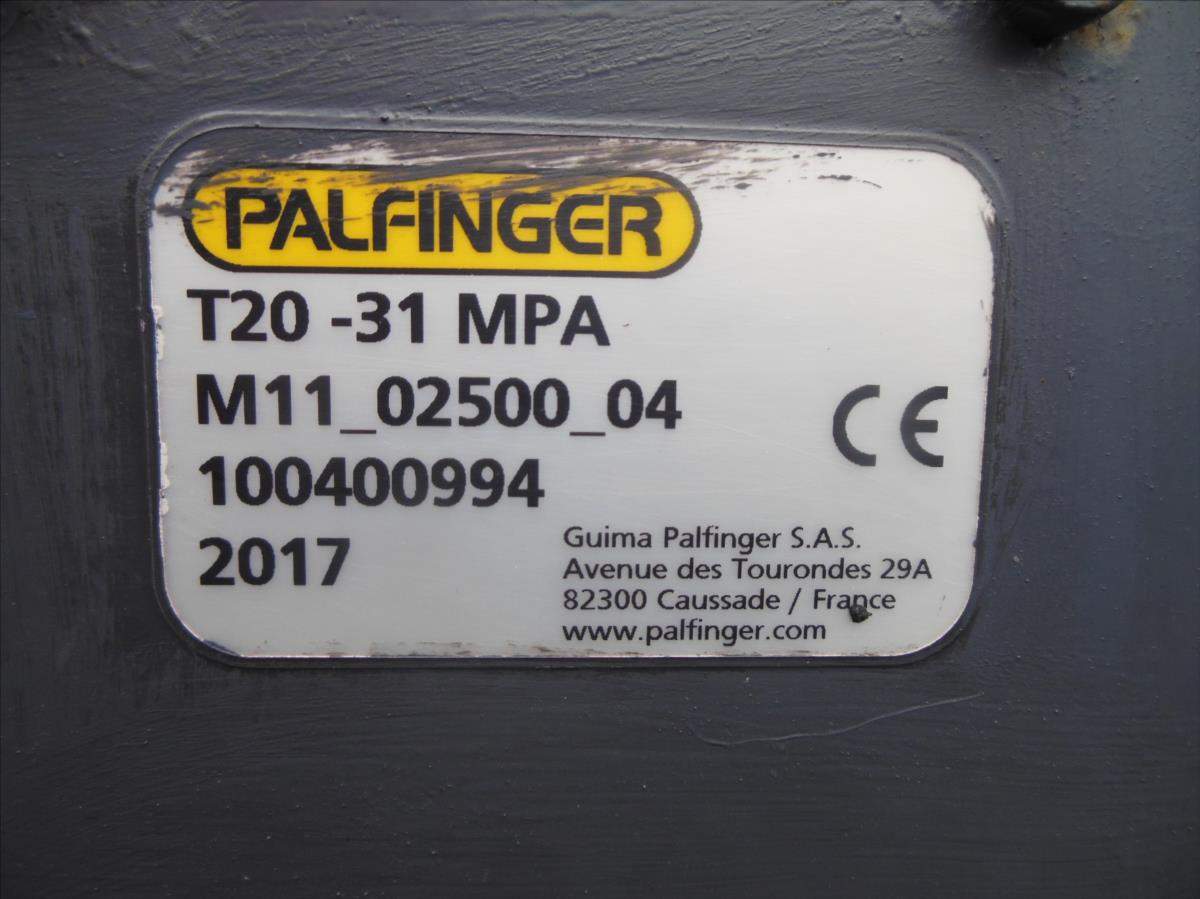 PALFINGER
T20 -31 MPA
M11_02500_04
100400994
2017
CE
Guima Palfinger S.A.S.
Avenue des Tourondes 29A
82300 Caussade / France
www.palfinger.com